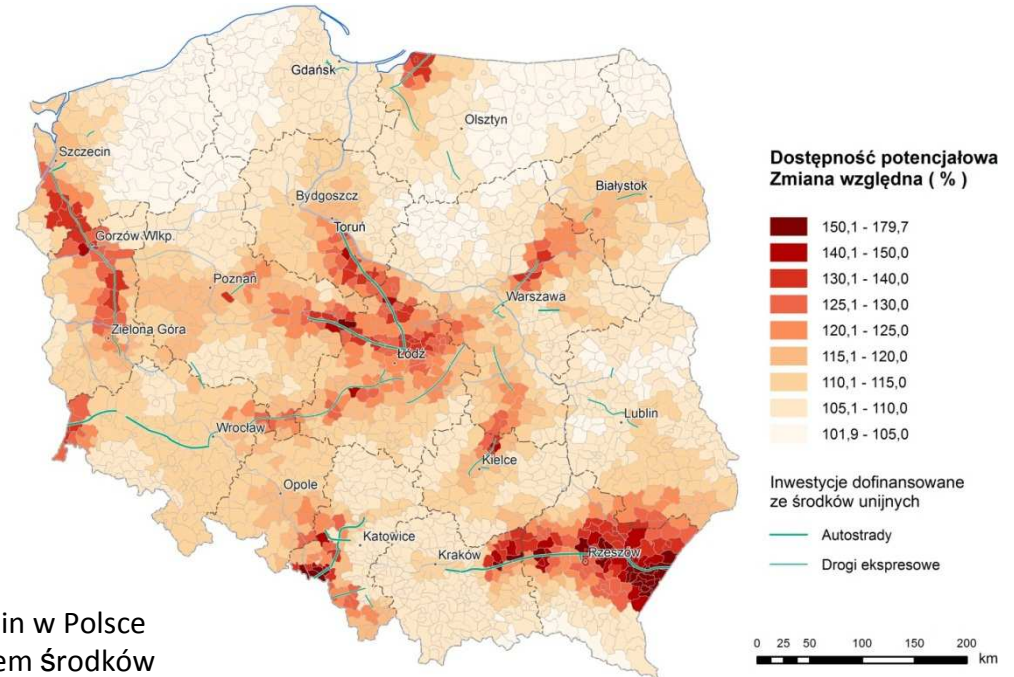 Gdańsk
Olsztyn
Szczecin
Białystok
Bydgoszcz
Toruń
Gorzów Wlkp.
Poznań
Warszawa
Zielona Góra
Łódź
Wrocław
Lublin
Kielce
Opole
Katowice
Kraków
Rzeszów
Dostępność potencjałowa
Zmiana względna ( % )
150,1 - 179,7
140,1 - 150,0
130,1 - 140,0
125,1 - 130,0
120,1 - 125,0
115,1 - 120,0
110,1 - 115,0
105,1 - 110,0
101,9 - 105,0
Inwestycje dofinansowane
ze środków unijnych
Autostrady
Drogi ekspresowe
0 25 50 100 150 200
km
in w Polsce
em środków